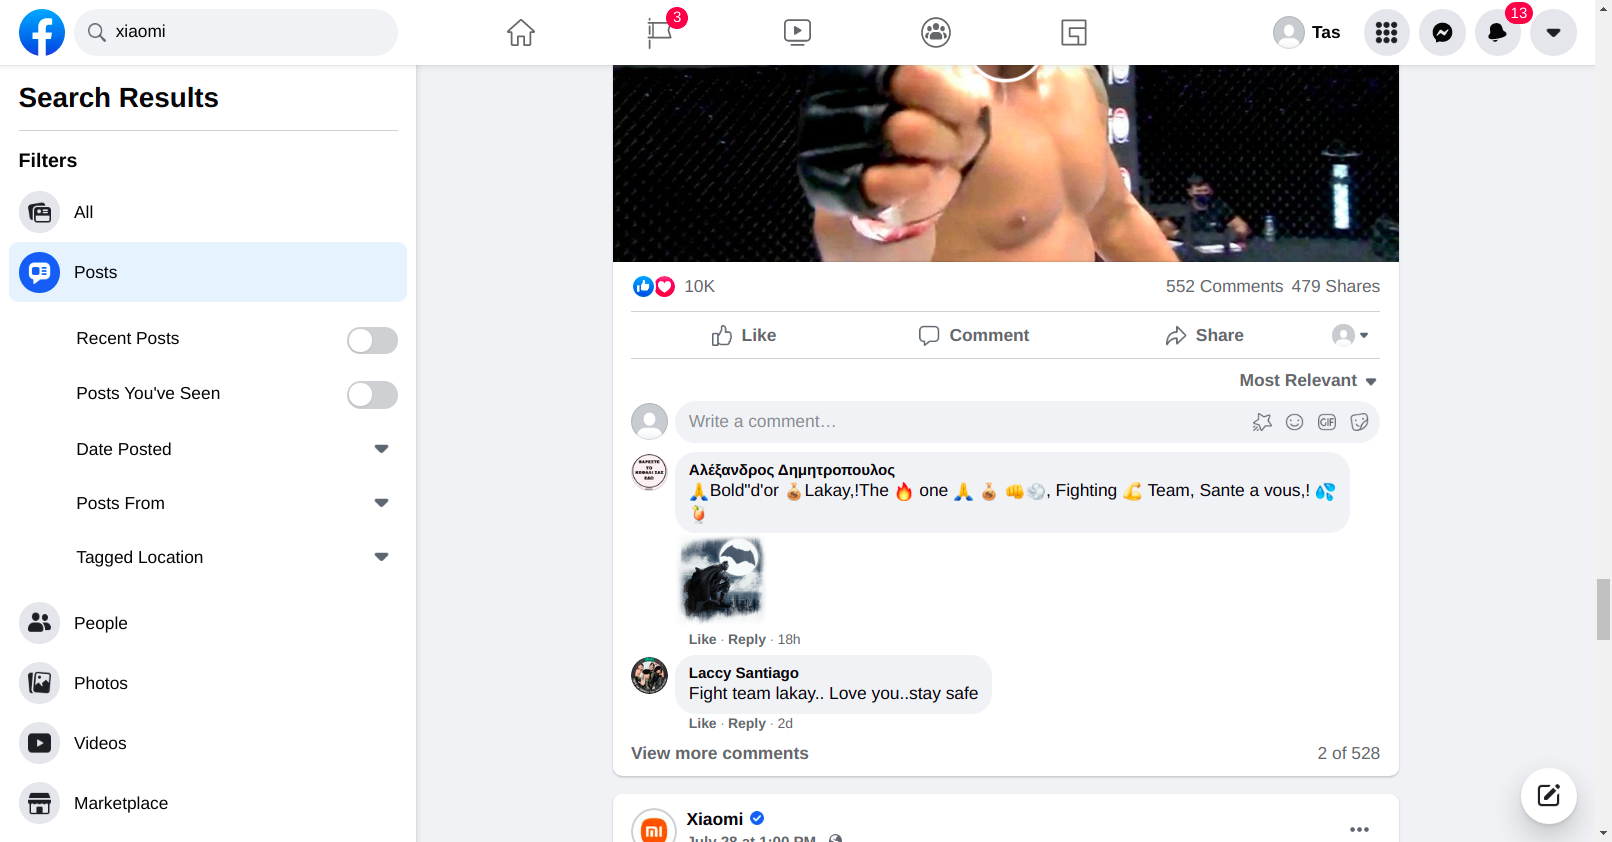 xiaomi
3
Tas
13
Search Results
Filters
All
Posts
Recent Posts
Posts You've Seen
Date Posted
Posts From
Tagged Location
People
Photos
Videos
Marketplace
10K
552 Comments 479 Shares
Like
Comment
Share
Most Relevant
Write a comment…
GIF
Αλέξανδρος Δημητροπουλος
🙏Bold"d'or 💰Lakay,!The 🔥 one 🙏 💰 👊💨, Fighting 💪 Team, Sante a vous,! 💦
🍹
Like · Reply · 18h
Laccy Santiago
Fight team lakay.. Love you..stay safe
Like · Reply · 2d
View more comments
2 of 528
Xiaomi
July 28 at 1:00 PM